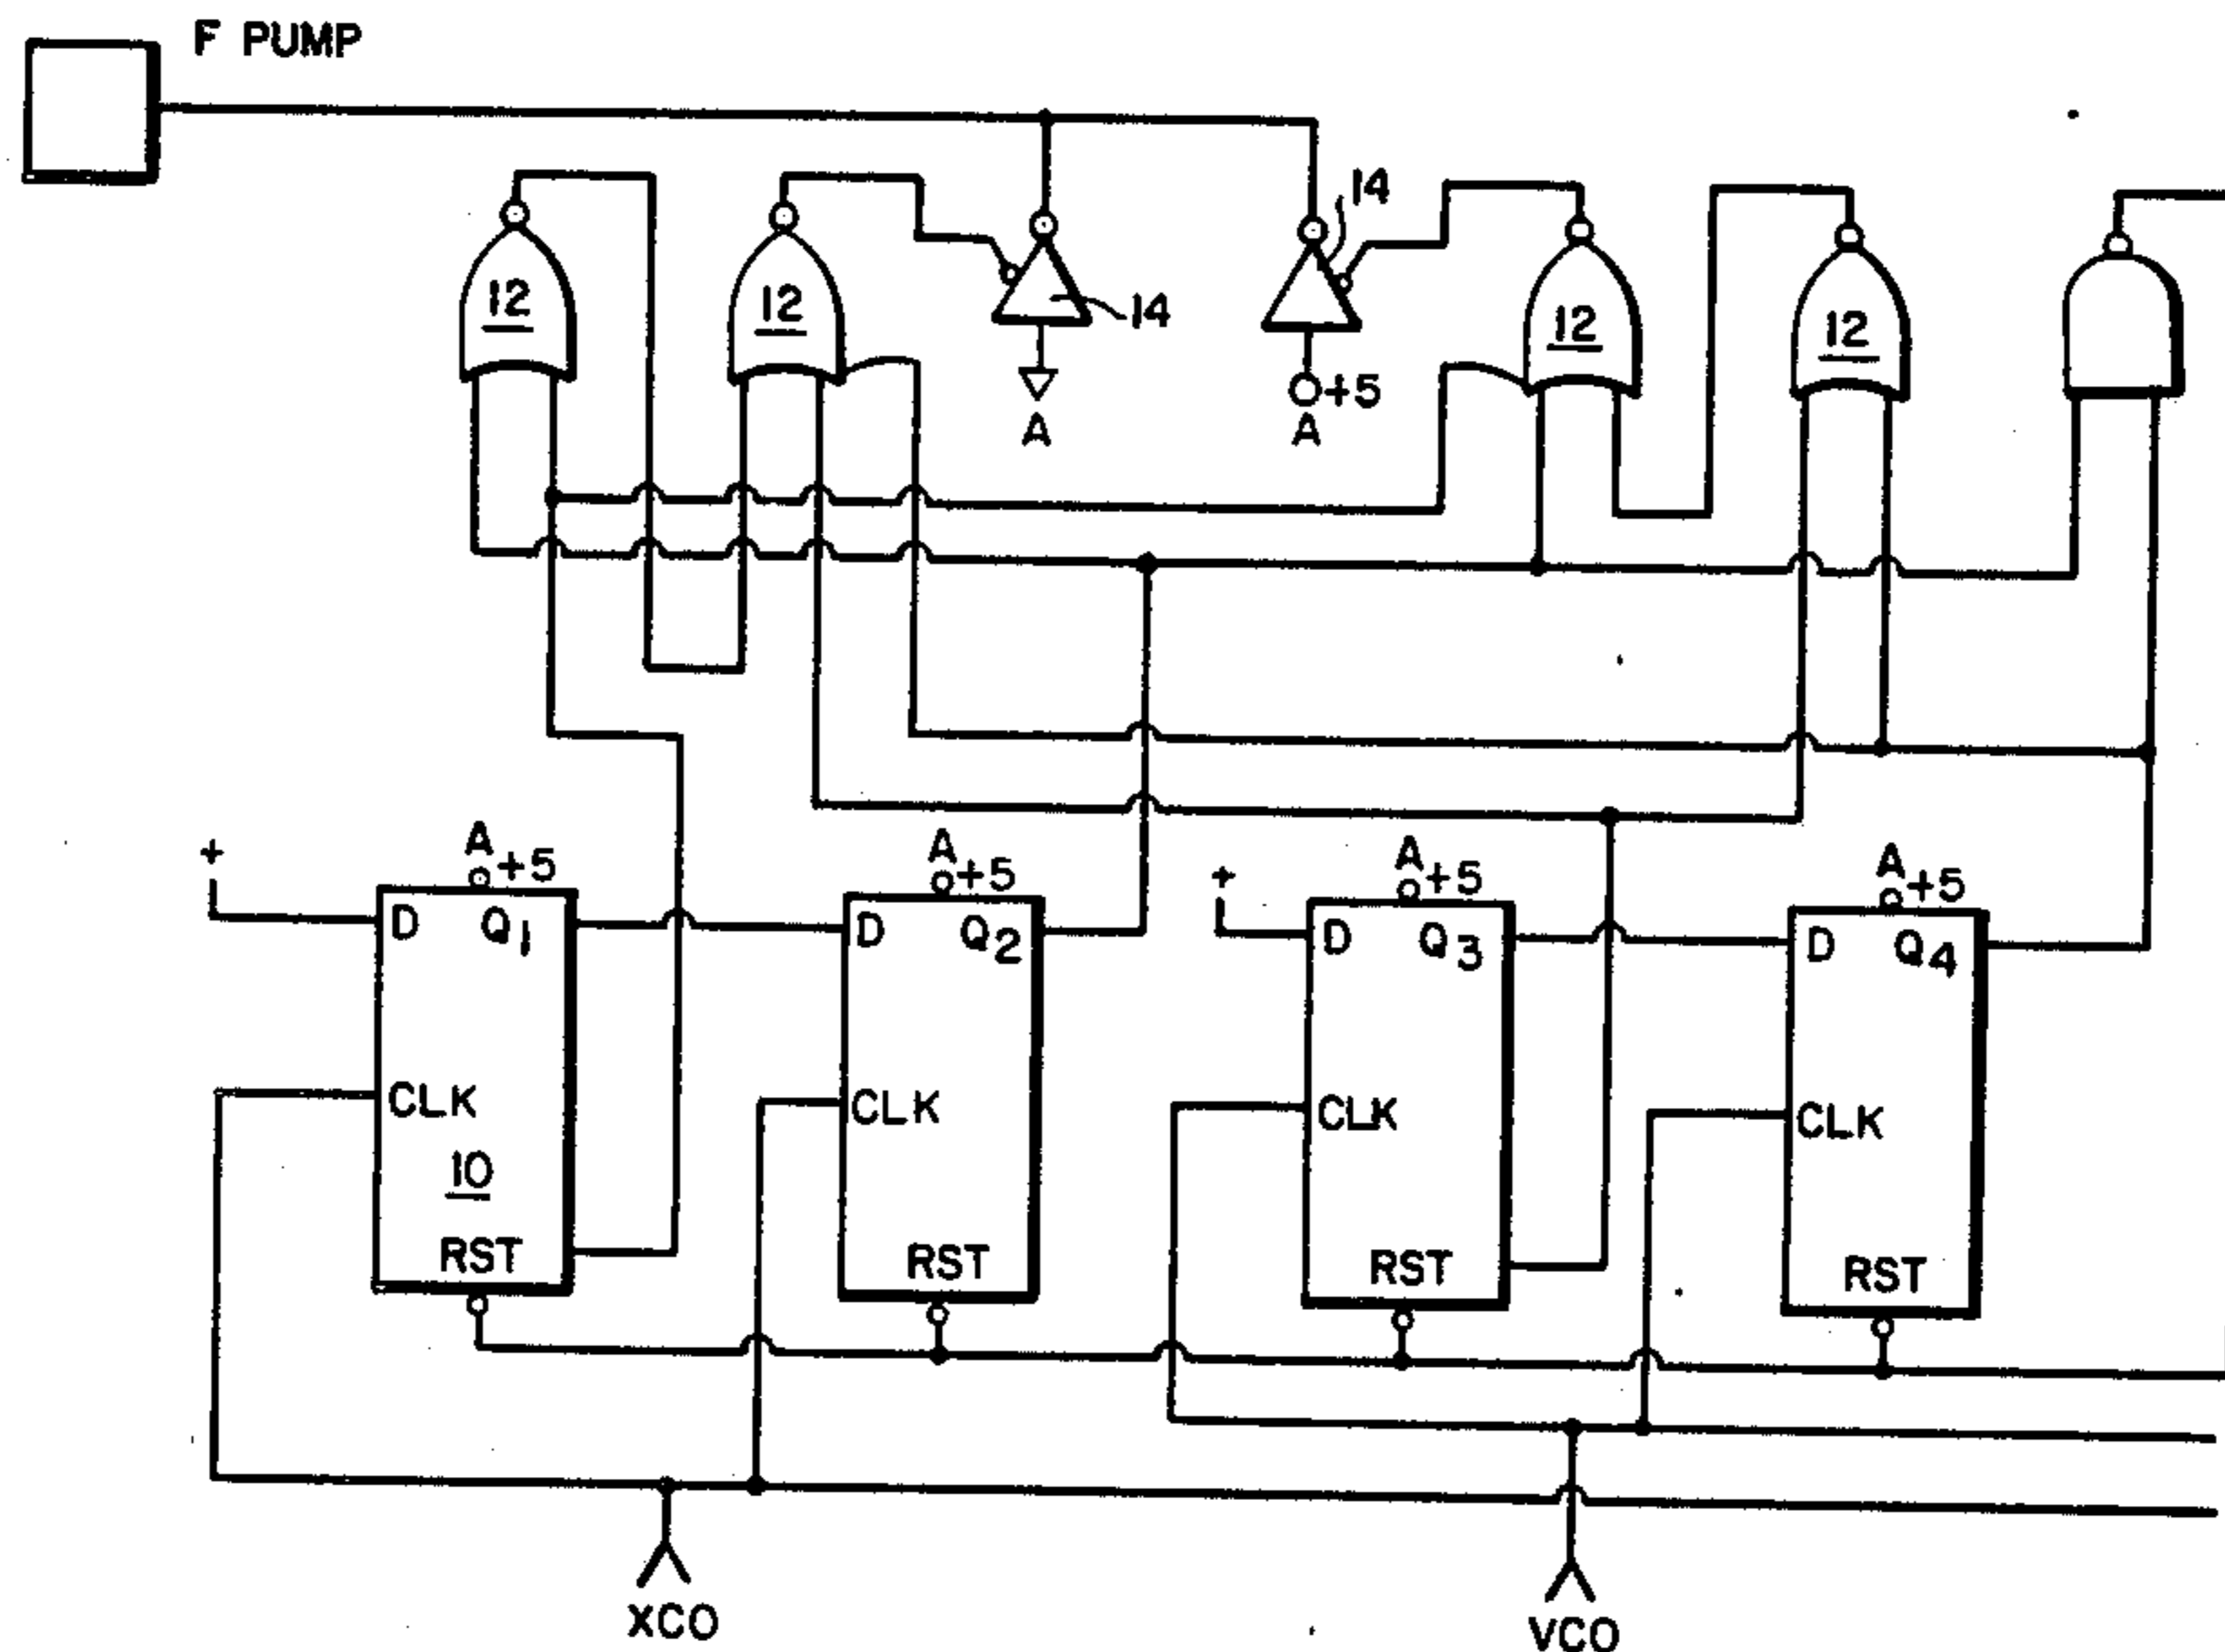 F PUMP
14
12
12
14
12
12
+5
A
A
+
A
+5
A
+5
+
A
+5
A
+5
D
Q1
D
Q2
D
Q3
D
Q4
CLK
CLK
CLK
CLK
10
RST
RST
RST
RST
XCO
VCO